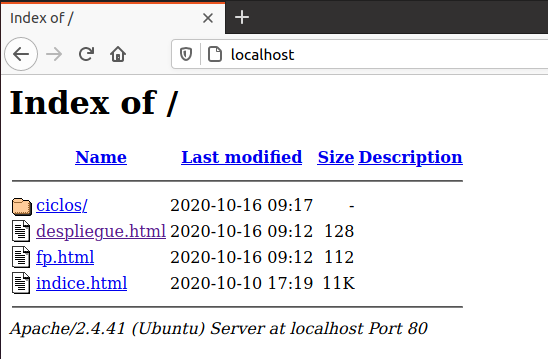 Index of /
localhost
Index of /
Name Last modified Size Description
ciclos/ 2020-10-16 09:17 -
despliegue.html 2020-10-16 09:12 128
fp.html 2020-10-16 09:12 112
indice.html 2020-10-10 17:19 11K
Apache/2.4.41 (Ubuntu) Server at localhost Port 80